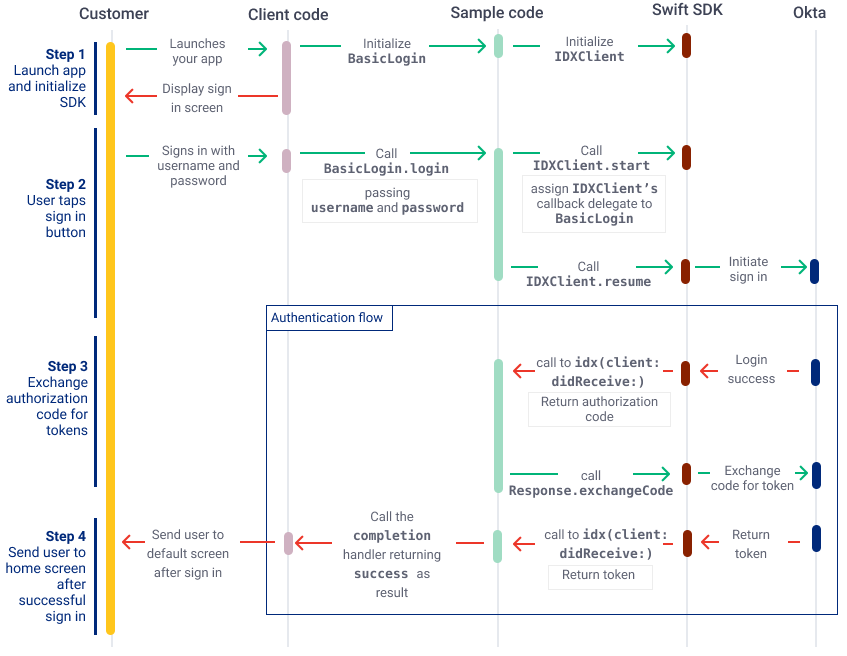 Customer
Client code
Sample code
Swift SDK
Okta
Step 1
Launch app
and initialize
SDK
Launches
your app
Initialize
BasicLogin
Initialize
IDXClient
Display sign
in screen
Step 2
User taps
sign in
button
Signs in with
username and
password
Call
BasicLogin.login
passing
username and password
Call
IDXClient.start
assign IDXClient’s
callback delegate to
BasicLogin
Call
IDXClient.resume
Initiate
sign in
Authentication flow
Step 3
Exchange
authorization
code for
tokens
call to idx(client:
didReceive:)
Return authorization
code
Login
success
call
Response.exchangeCode
Exchange
code for token
Step 4
Send user to
home screen
after
successful
sign in
Send user to
default screen
after sign in
Call the
completion
handler returning
success as
result
call to idx(client:
didReceive:)
Return token
Return
token